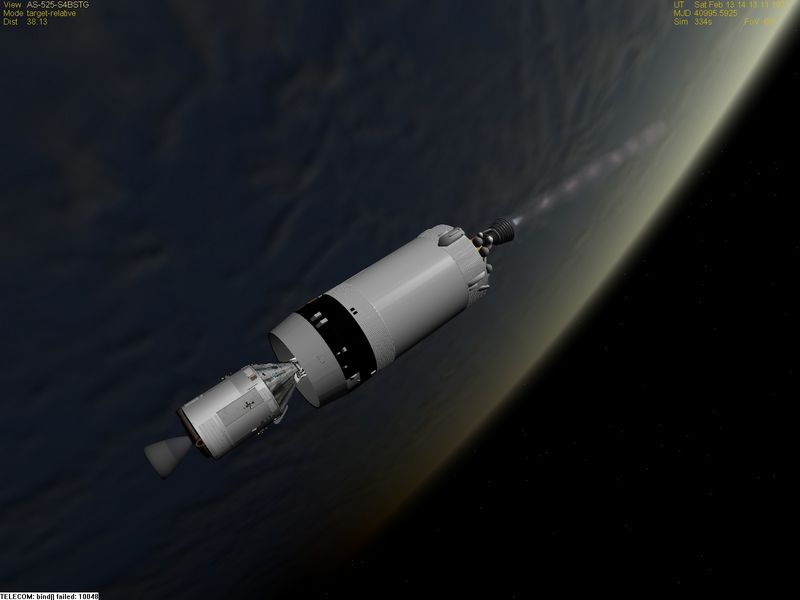 View AS-525-S4BSTG
Mode target-relative
Dist 38.13
UT Sat Feb 13 14:13:11
MJD 40995.5925
Sim 334s
TELECOM: bind() failed: 10048